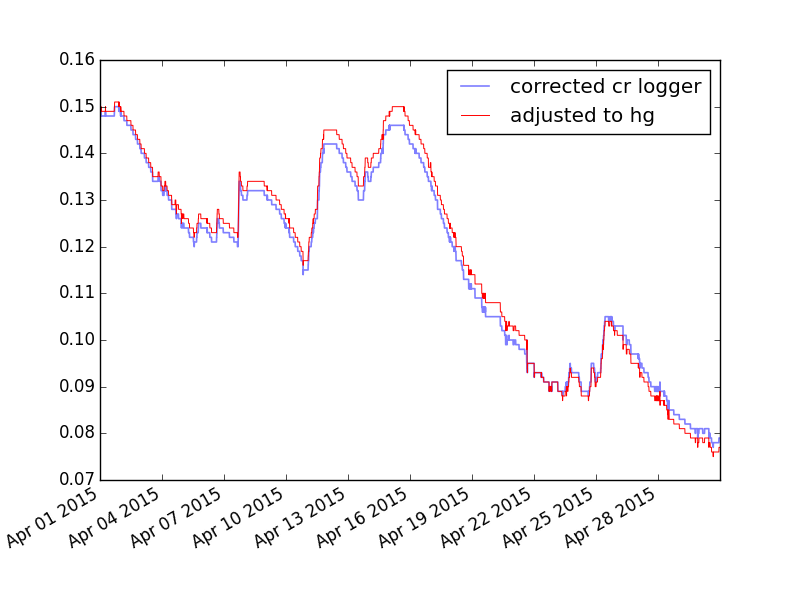 0.16
0.15
0.14
0.13
0.12
0.11
0.10
0.09
0.08
0.07
corrected cr logger
adjusted to hg
Apr 01 2015
Apr 04 2015
Apr 07 2015
Apr 10 2015
Apr 13 2015
Apr 16 2015
Apr 19 2015
Apr 22 2015
Apr 25 2015
Apr 28 2015